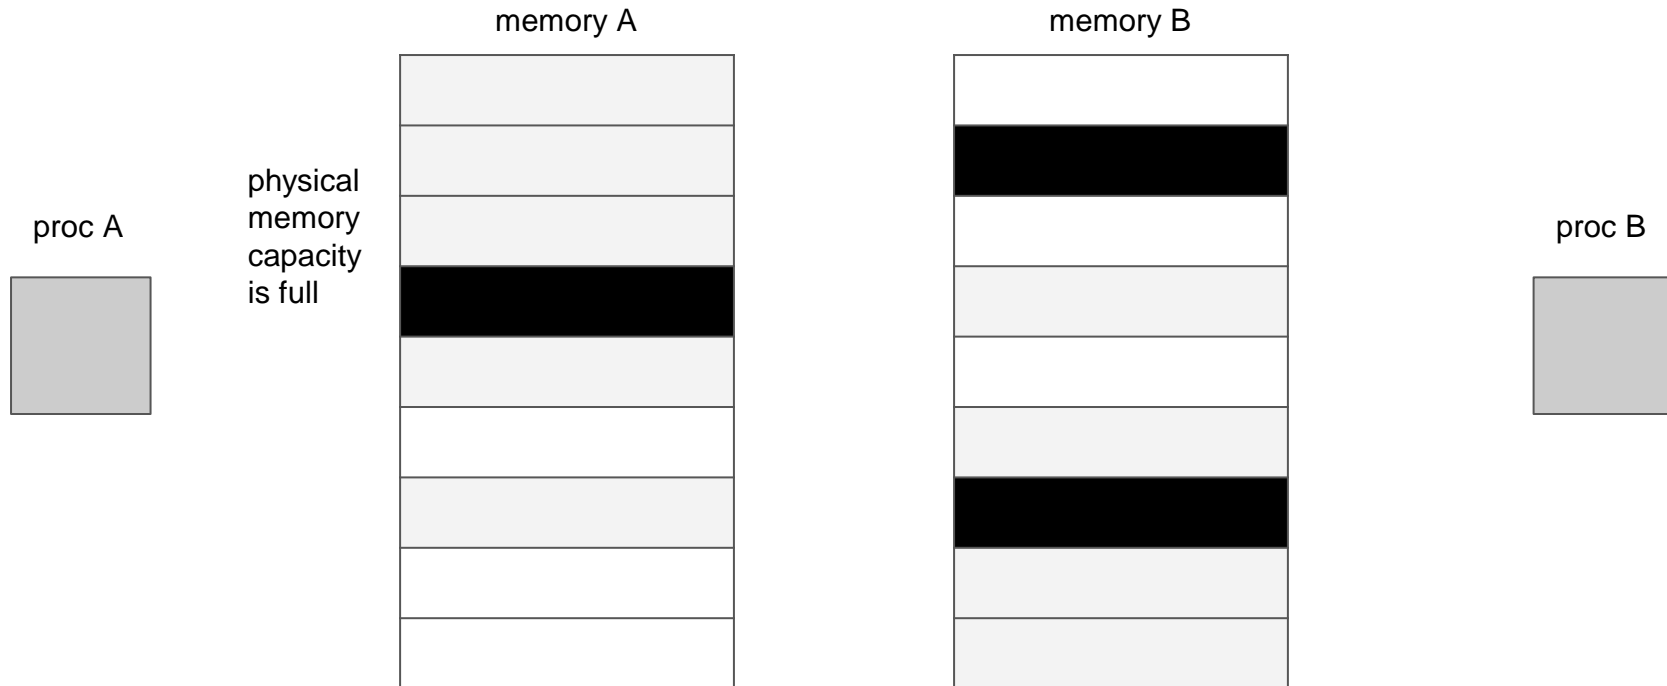 memory A
memory B
physical
memory
capacity
is full
proc A
proc B